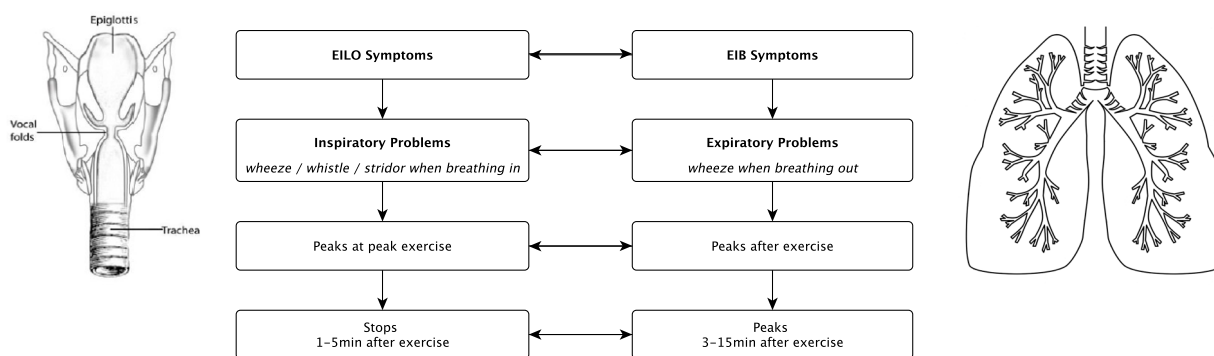 Epiglottis
Vocal
folds
Trachea
EILO Symptoms
EIB Symptoms
Inspiratory Problems
wheeze / whistle / stridor when breathing in
Expiratory Problems
wheeze when breathing out
Peaks at peak exercise
Peaks after exercise
Stops
1-5min after exercise
Peaks
3-15min after exercise